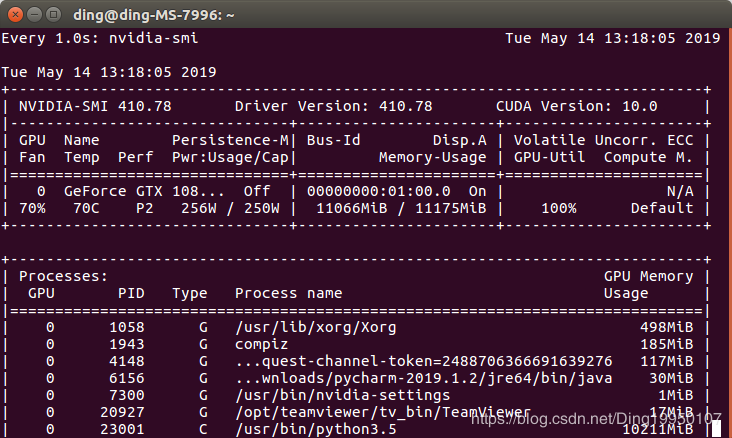 ding@ding-MS-7996: ~
Every 1.0s: nvidia-smi Tue May 14 13:18:05 2019
Tue May 14 13:18:05 2019
+-----------------------------------------------------------------------------+
| NVIDIA-SMI 410.78       Driver Version: 410.78       CUDA Version: 10.0     |
|-------------------------------+----------------------+----------------------+
| GPU  Name        Persistence-M| Bus-Id        Disp.A | Volatile Uncorr. ECC |
| Fan  Temp  Perf  Pwr:Usage/Cap|         Memory-Usage | GPU-Util  Compute M. |
|===============================+======================+======================|
|   0  GeForce GTX 108...  Off  | 00000000:01:00.0  On |                  N/A |
| 70%   70C    P2   256W / 250W |  11066MiB / 11175MiB |    100%      Default |
+-------------------------------+----------------------+----------------------+
+-----------------------------------------------------------------------------+
| Processes:                                                       GPU Memory |
|  GPU       PID   Type   Process name                             Usage      |
|=============================================================================|
|    0      1058      G   /usr/lib/xorg/Xorg                           498MiB |
|    0      1943      G   compiz                                       185MiB |
|    0      4148      G   ...quest-channel-token=2488706366691639276   117MiB |
|    0      6156      G   ...wnloads/pycharm-2019.1.2/jre64/bin/java    30MiB |
|    0      7300      G   /usr/bin/nvidia-settings                       1MiB |
|    0     20927      G   /opt/teamviewer/tv_bin/TeamViewer             17MiB |
|    0     23001      C   /usr/bin/python3.5                         10211MiB |
https://blog.csdn.net/Ding19950107